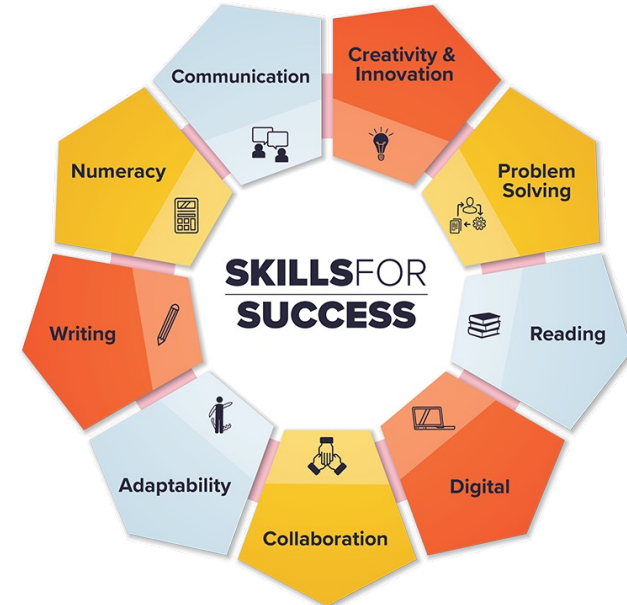 Communication
Creativity &
Innovation
Numeracy
Problem
Solving
SKILLSFOR
SUCCESS
Writing
Reading
Adaptability
Digital
Collaboration